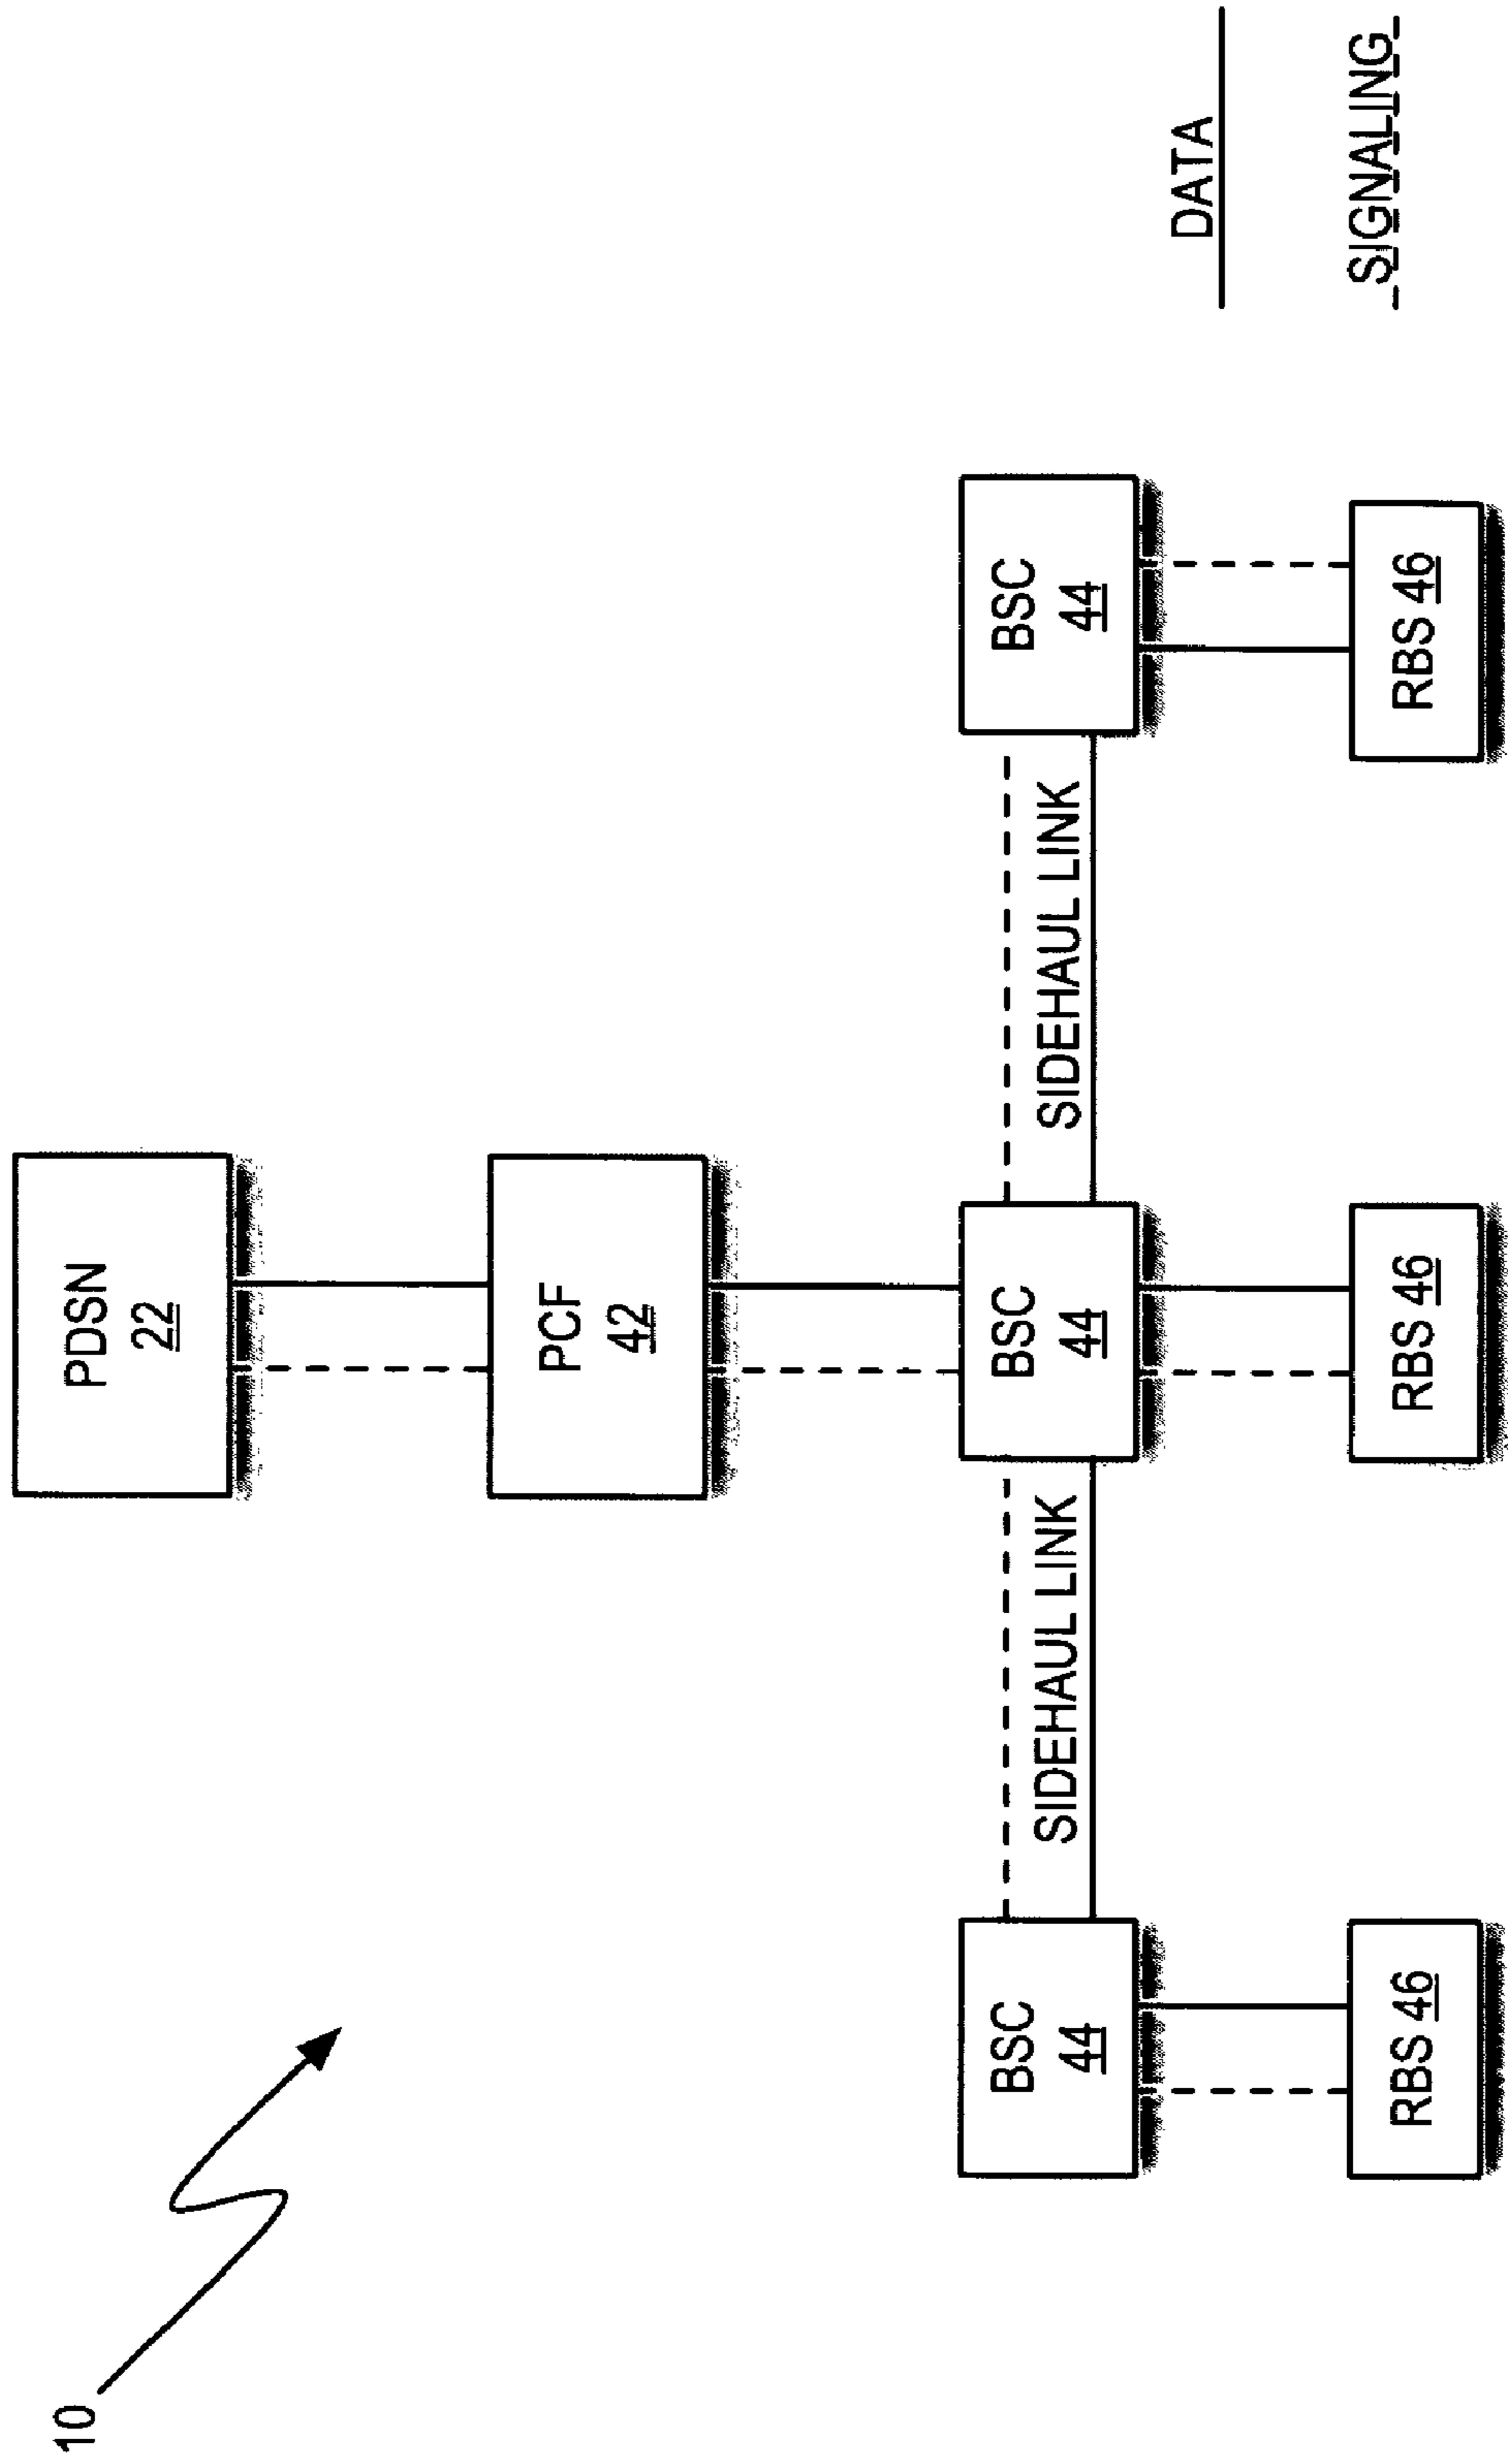 10
PDSN
22
PCF
42
BSC
44
SIDEHAUL LINK
BSC
44
SIDEHAUL LINK
BSC
44
RBS 46
RBS 46
RBS 46
DATA
SIGNALING